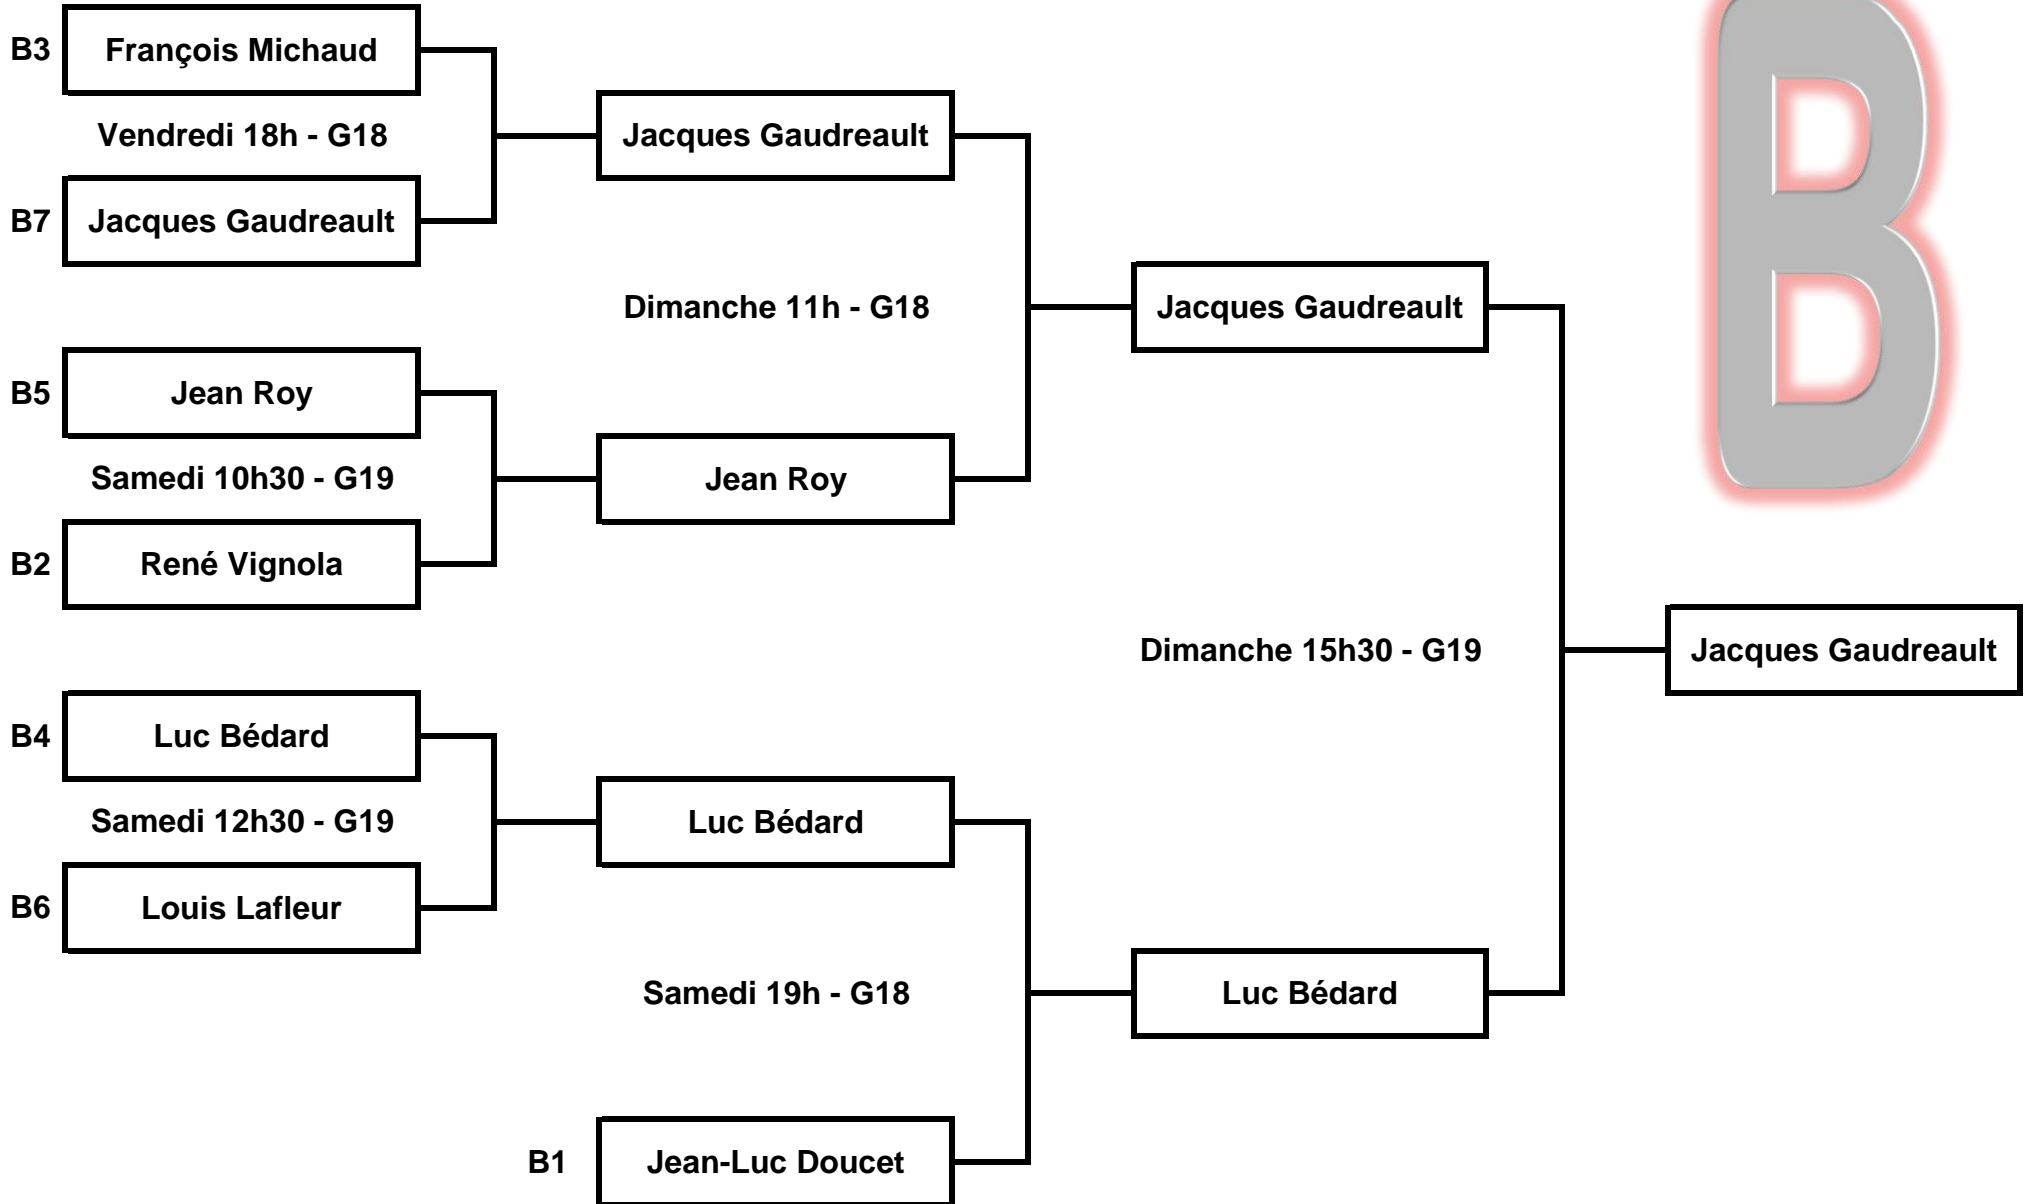 B
B3 François Michaud
Vendredi 18h - G18
Jacques Gaudreault
B7 Jacques Gaudreault
Dimanche 11h - G18
Jacques Gaudreault
B5 Jean Roy
Samedi 10h30 - G19
Jean Roy
B2 René Vignola
Dimanche 15h30 - G19
Jacques Gaudreault
B4 Luc Bédard
Samedi 12h30 - G19
Luc Bédard
B6 Louis Lafleur
Samedi 19h - G18
Luc Bédard
B1 Jean-Luc Doucet